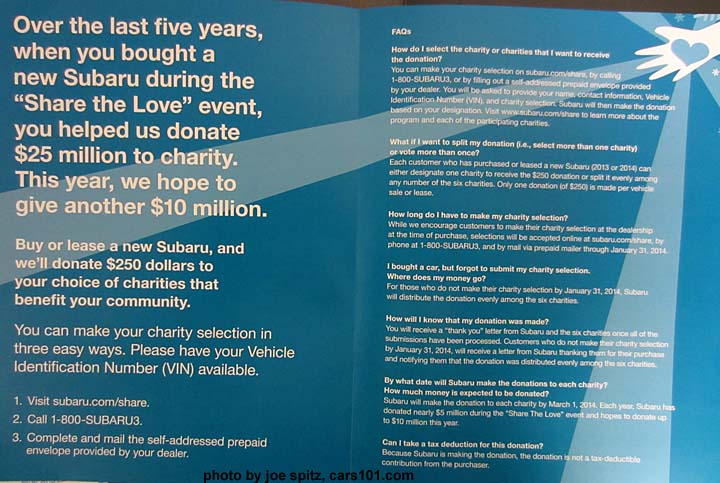 Over the last five years,
when you bought a
new Subaru during the
“Share the Love” event,
you helped us donate
$25 million to charity.
This year, we hope to
give another $10 million.
Buy or lease a new Subaru, and
we’ll donate $250 dollars to
your choice of charities that
benefit your community.
You can make your charity selection in
three easy ways. Please have your Vehicle
Identification Number (VIN) available.
1. Visit subaru.com/share.
2. Call 1-800-SUBARU3.
3. Complete and mail the self-addressed prepaid
envelope provided by your dealer.
FAQs
How do I select the charity or charities that I want to receive
the donation?
You can make your charity selection on subaru.com/share, by calling
1-800-SUBARU3, or by filling out a self-addressed prepaid envelope provided
by your dealer. You will be asked to provide your name, contact information, Vehicle
Identification Number (VIN), and charity selection. Subaru will then make the donation
based on your designation. Visit www.subaru.com/share to learn more about the
program and each of the participating charities.
What if I want to split my donation (i.e., select more than one charity)
or vote more than once?
Each customer who has purchased or leased a new Subaru (2013 or 2014) can
either designate one charity to receive the $250 donation or split it evenly among
any number of the six charities. Only one donation (of $250) is made per vehicle
sale or lease.
How long do I have to make my charity selection?
While we encourage customers to make their charity selection at the dealership
at the time of purchase, selections will be accepted online at subaru.com/share, by
phone at 1-800-SUBARU3, and by mail via prepaid mailer through January 31, 2014.
I bought a car, but forgot to submit my charity selection.
Where does my money go?
For those who do not make their charity selection by January 31, 2014, Subaru
will distribute the donation evenly among the six charities.
How will I know that my donation was made?
You will receive a “thank you” letter from Subaru and the six charities once all of the
submissions have been processed. Customers who do not make their charity selection
by January 31, 2014, will receive a letter from Subaru thanking them for their purchase
and notifying them that the donation was distributed evenly among the six charities.
By what date will Subaru make the donations to each charity?
How much money is expected to be donated?
Subaru will make the donation to each charity by March 1, 2014. Each year, Subaru has
donated nearly $5 million during the “Share The Love” event and hopes to donate up
to $10 million this year.
Can I take a tax deduction for this donation?
Because Subaru is making the donation, the donation is not a tax-deductible
contribution from the purchaser.
photo by joe spitz, cars101.com